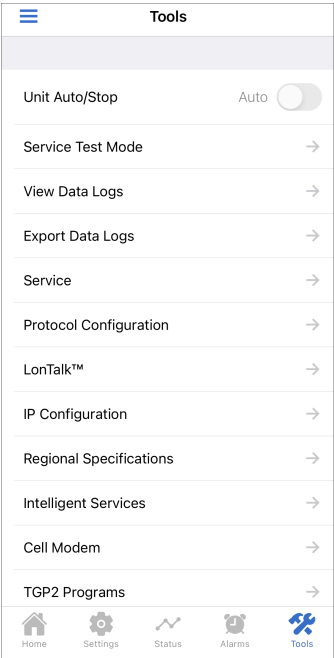 Tools
Unit Auto/Stop Auto
Service Test Mode
View Data Logs
Export Data Logs
Service
Protocol Configuration
LonTalk™
IP Configuration
Regional Specifications
Intelligent Services
Cell Modem
TGP2 Programs
Home Settings Status Alarms Tools